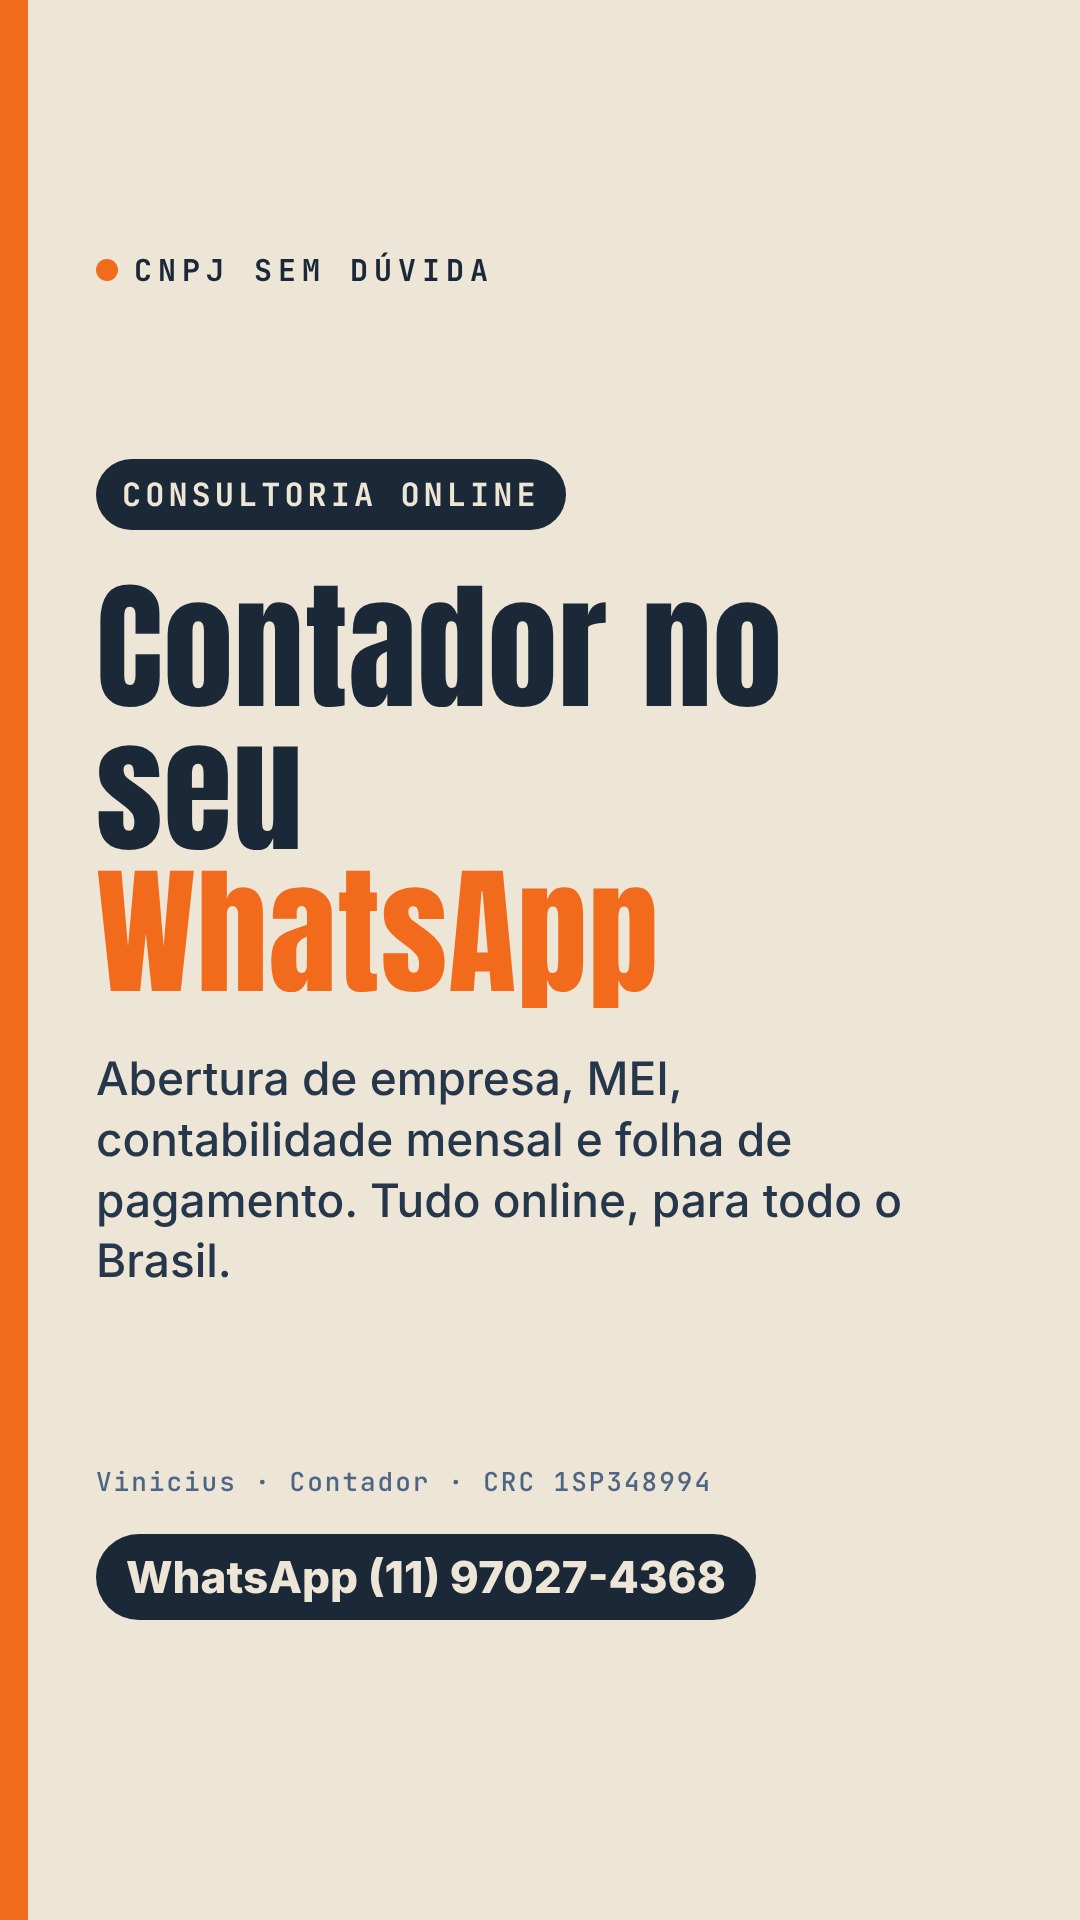 CNPJ SEM DÚVIDA
CONSULTORIA ONLINE
Contador no
seu
WhatsApp
Abertura de empresa, MEI,
contabilidade mensal e folha de
pagamento. Tudo online, para todo o
Brasil.
Vinicius · Contador · CRC 1SP348994
WhatsApp (11) 97027-4368